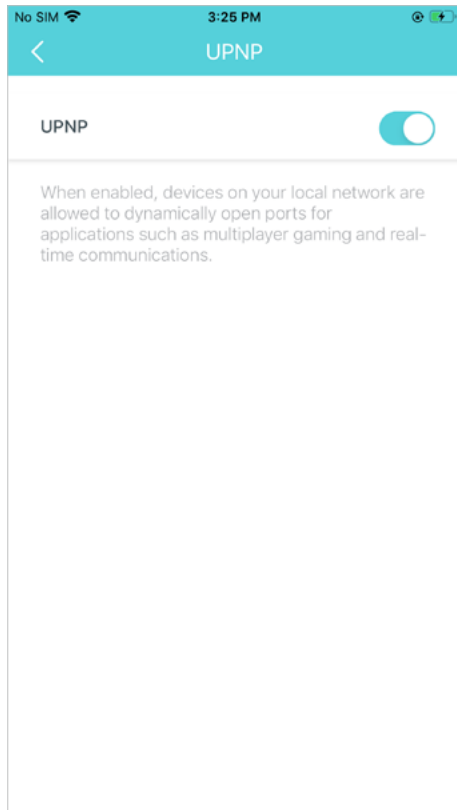 No SIM 3:25 PM
UPNP
UPNP
When enabled, devices on your local network are
allowed to dynamically open ports for
applications such as multiplayer gaming and real-
time communications.